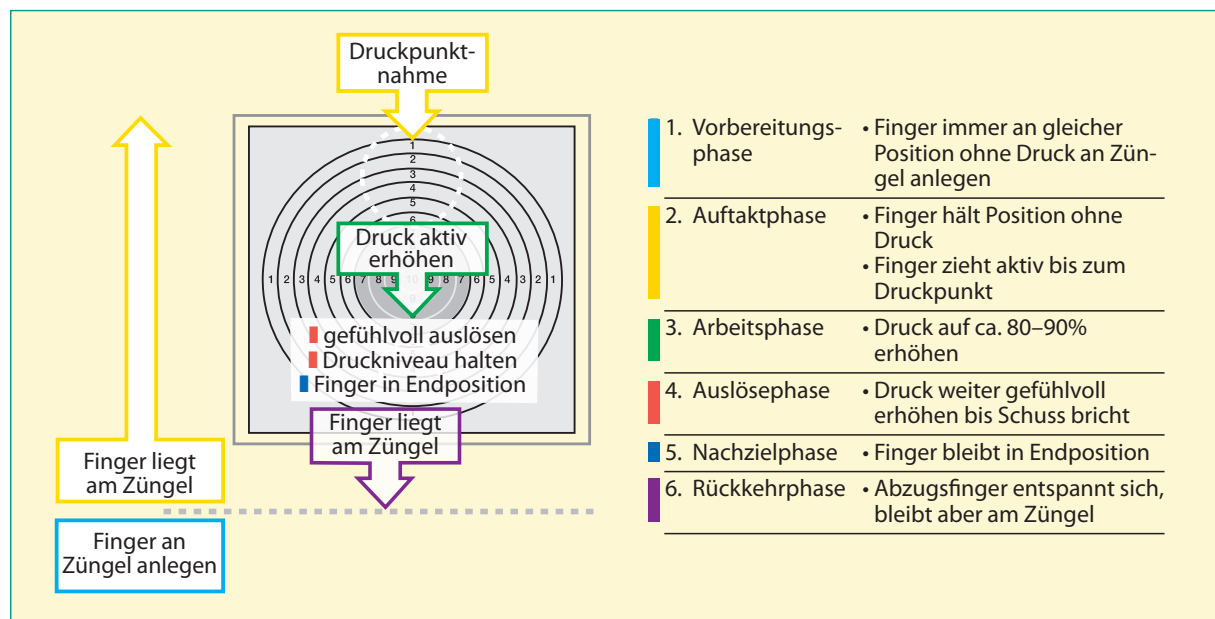 Druckpunkt-
nahme
1
2
3
4
5
6
Druck aktiv
erhöhen
1 2 3 4 5 6 7 8 9 10 9 8 7 6 5 4 3 2 1
9
gefühlvoll auslösen
Druckniveau halten
Finger in Endposition
Finger liegt
am Züngel
Finger liegt
am Züngel
Finger an
Züngel anlegen
1. Vorbereitungs- • Finger immer an gleicher
phase Position ohne Druck an Zün-
gel anlegen
2. Auftaktphase • Finger hält Position ohne
Druck
• Finger zieht aktiv bis zum
Druckpunkt
3. Arbeitsphase • Druck auf ca. 80–90%
erhöhen
4. Auslösephase • Druck weiter gefühlvoll
erhöhen bis Schuss bricht
5. Nachzielphase • Finger bleibt in Endposition
6. Rückkehrphase • Abzugsfinger entspannt sich,
bleibt aber am Züngel